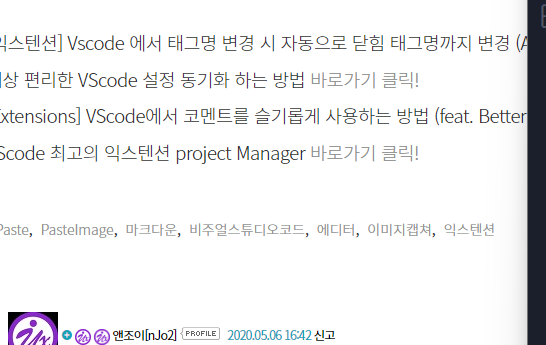 익스텐션] Vscode 에서 태그명 변경 시 자동으로 닫힘 태그명까지 변경 (A
상 편리한 VScode 설정 동기화 하는 방법 바로가기 클릭!
Extensions] VScode에서 코멘트를 슬기롭게 사용하는 방법 (feat. Better
Scode 최고의 익스텐션 project Manager 바로가기 클릭!
Paste, PasteImage, 마크다운, 비주얼스튜디오코드, 에디터, 이미지캡쳐, 익스텐션
앤조이[nJo2] PROFILE 2020.05.06 16:42 신고